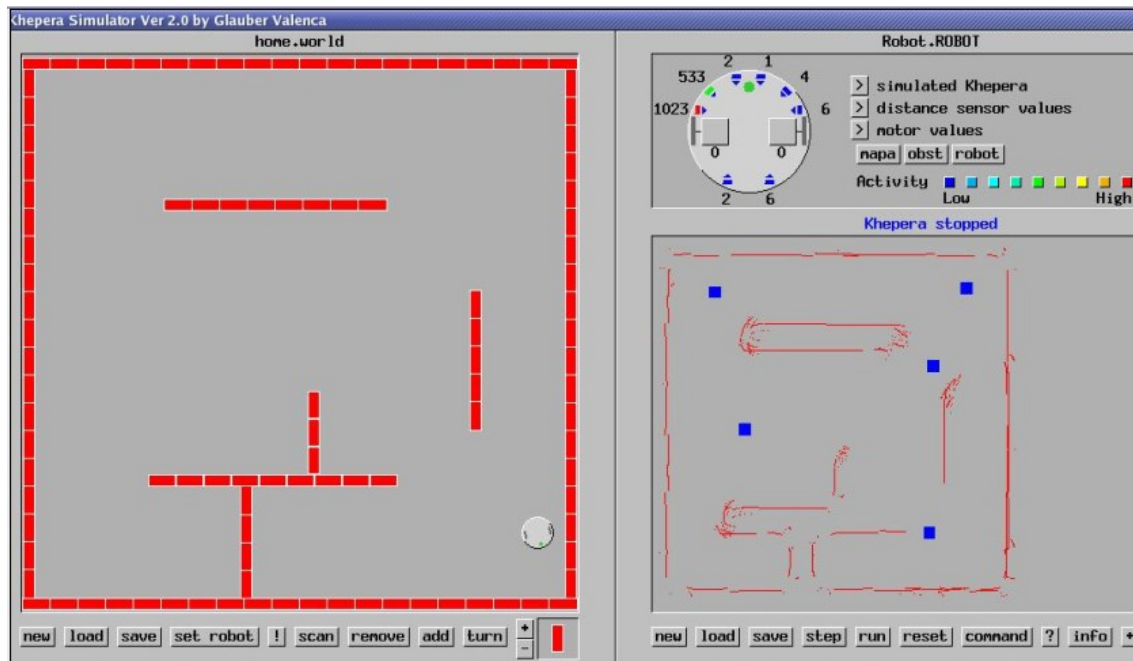 Khepera Simulator Ver 2.0 by Glauber Valenca
home.world
new load save set robot ! scan remove add turn + -
Robot.ROBOT
2 1
533 4
1023 6
0 0
2 6
> simulated Khepera
> distance sensor values
> motor values
mapa obst robot
Activity
Low High
Khepera stopped
new load save step run reset command ? info +